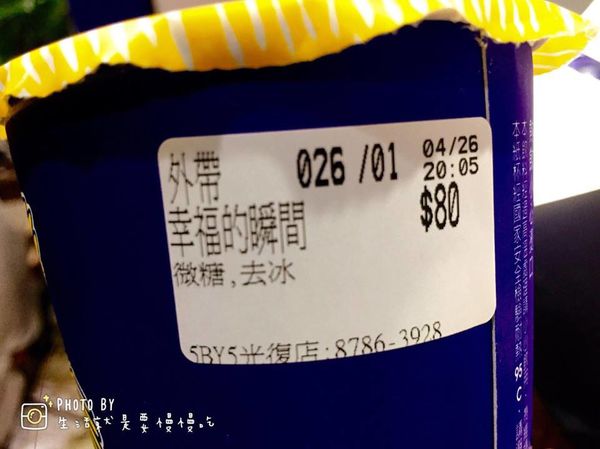 外帶 026 /01 04/26
20:05
幸福的瞬間 $80
微糖,去冰
5BY5光復店:8786-3928
PHOTO BY
生活就是要慢慢吃